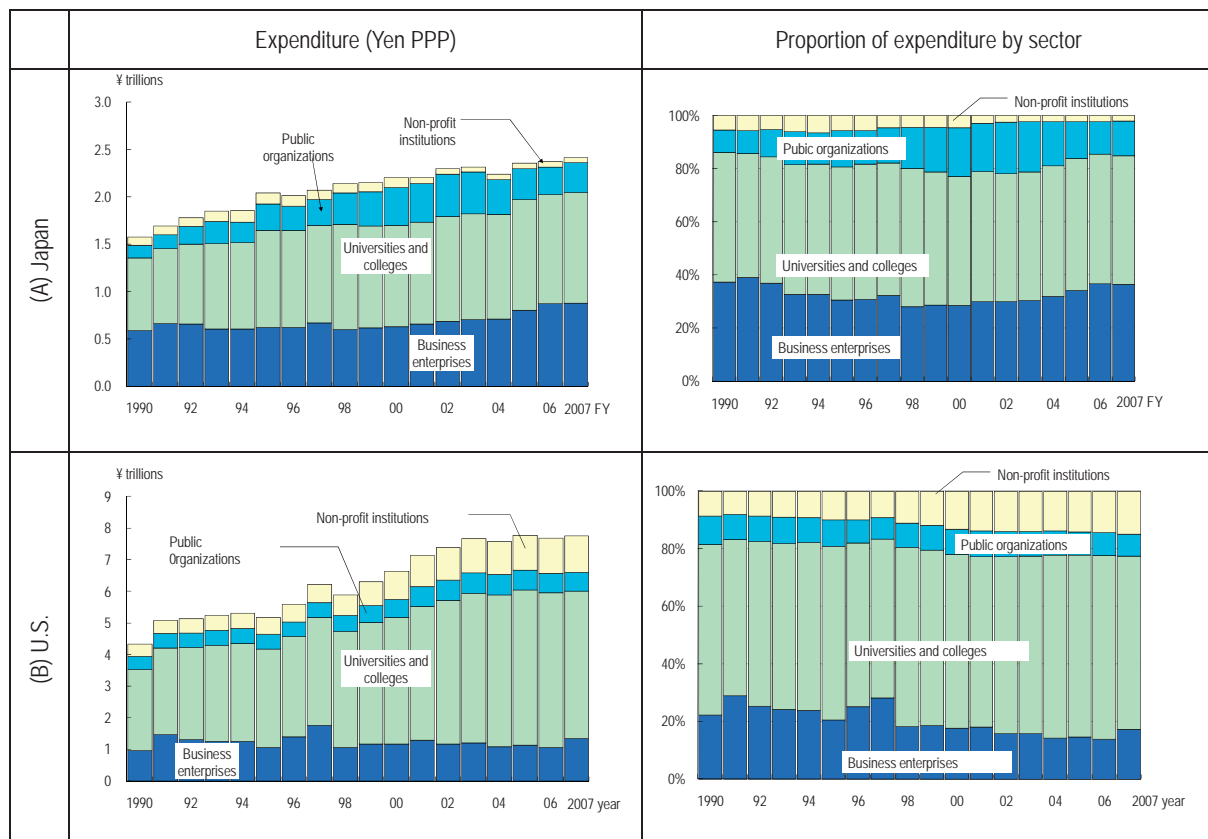 Expenditure (Yen PPP)
Proportion of expenditure by sector
(A) Japan
¥ trillions
3.0
2.5
2.0
1.5
1.0
0.5
0.0
Public
organizations
Non-profit
institutions
Universities and
colleges
Business
enterprises
1990 92 94 96 98 00 02 04 06 2007 FY
100%
80%
60%
40%
20%
0%
Non-profit institutions
Pubic organizations
Universities and colleges
Business enterprises
1990 92 94 96 98 00 02 04 06 2007 FY
(B) U.S.
¥ trillions
9
8
7
6
5
4
3
2
1
0
Non-profit institutions
Public
0rganizations
Universities and
colleges
Business
enterprises
1990 92 94 96 98 00 02 04 06 2007 year
100%
80%
60%
40%
20%
0%
Non-profit institutions
Public organizations
Universities and colleges
Business enterprises
1990 92 94 96 98 00 02 04 06 2007 year